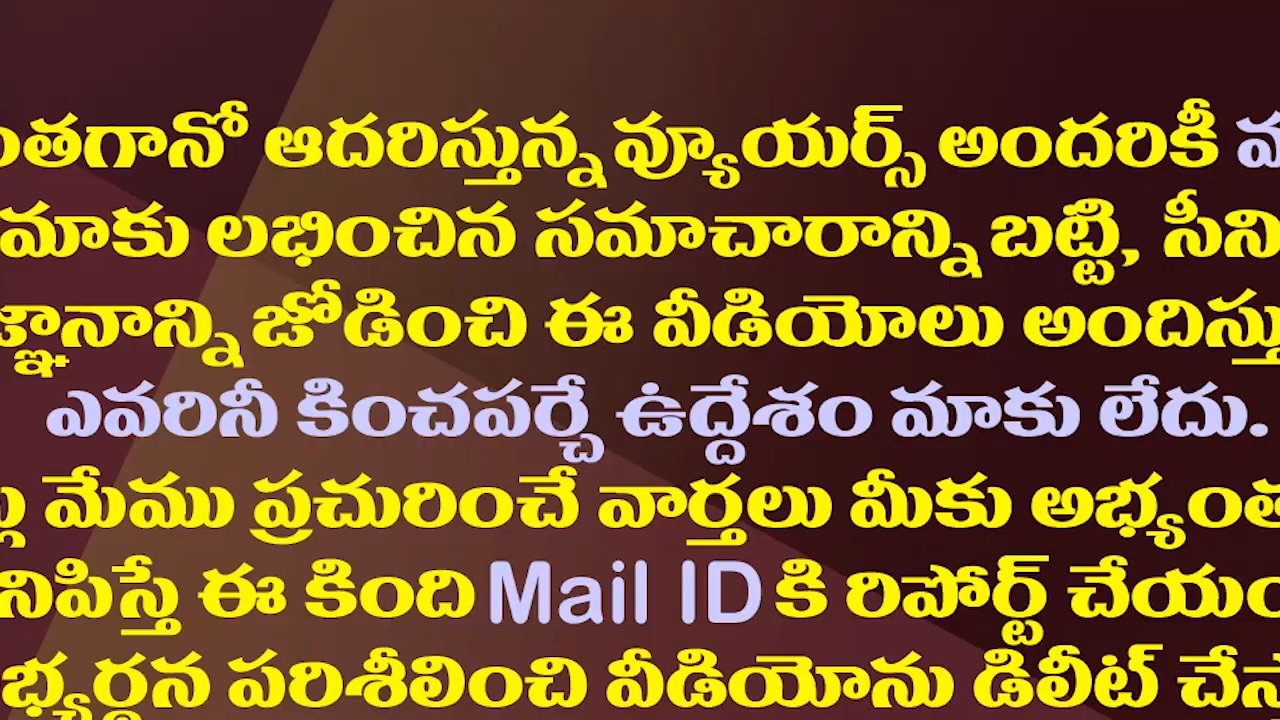 ంతగానో ఆదరిస్తున్న వ్యూయర్స్ అందరికీ
మాకు లభించిన సమాచారాన్ని బట్టి, సీని
జ్ఞానాన్ని జోడించి ఈ వీడియోలు అందిస్తు
ఎవరినీ కించపర్చే ఉద్దేశం మాకు లేదు.
మేము ప్రచురించే వార్తలు మీకు అభ్యంత
నిపిస్తే ఈ కింది Mail ID కి రిపోర్ట్ చేయం
భ్యర్థన పరిశీలించి వీడియోను డిలీట్ చేస